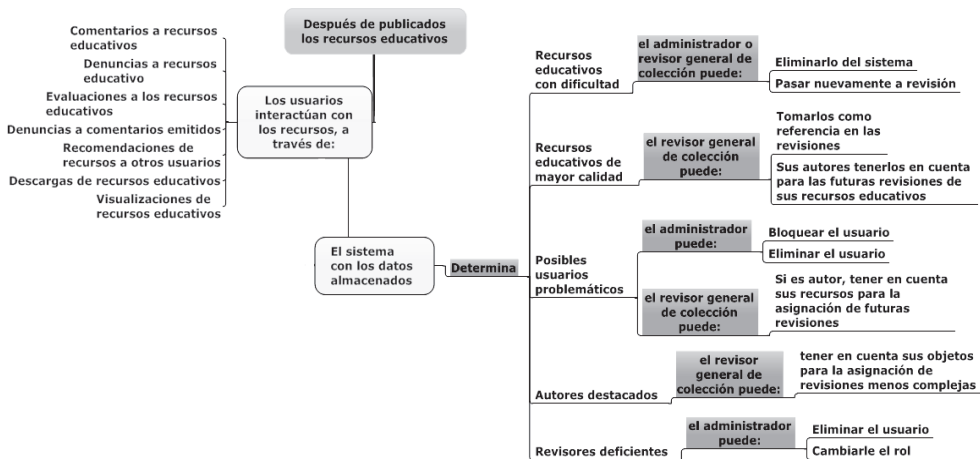 Después de publicados
los recursos educativos
Los usuarios
interactúan con
los recursos, a
través de:
Comentarios a recursos
educativos
Denuncias a recursos
educativo
Evaluaciones a los recursos
educativos
Denuncias a comentarios emitidos
Recomendaciones de
recursos a otros usuarios
Descargas de recursos educativos
Visualizaciones de
recursos educativos
El sistema
con los datos
almacenados
Determina
Recursos
educativos
con dificultad
el administrador o
revisor general de
colección puede:
Eliminarlo del sistema
Pasar nuevamente a revisión
Recursos
educativos de
mayor calidad
el revisor general
de colección
puede:
Tomarlos como
referencia en las
revisiones
Sus autores tenerlos en cuenta
para las futuras revisiones de
sus recursos educativos
Posibles
usuarios
problemáticos
el administrador
puede:
Bloquear el usuario
Eliminar el usuario
el revisor general
de colección
puede:
Si es autor, tener en cuenta
sus recursos para la
asignación de futuras
revisiones
Autores destacados
el revisor
general de
colección puede:
tener en cuenta sus objetos
para la asignación de
revisiones menos complejas
Revisores deficientes
el administrador
puede:
Eliminar el usuario
Cambiarle el rol